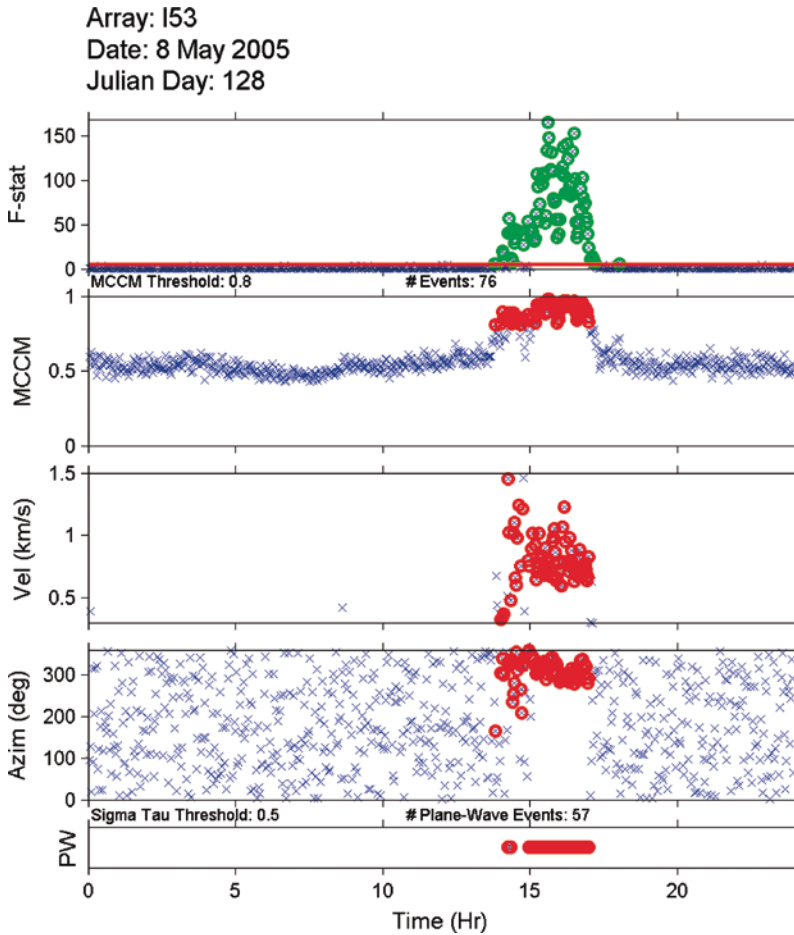 Array: I53
Date: 8 May 2005
Julian Day: 128
F-stat
150
100
50
0
MCCM Threshold: 0.8 # Events: 76
MCCM
1
0.5
0
Vel (km/s)
1.5
1
0.5
Azim (deg)
300
200
100
0
Sigma Tau Threshold: 0.5 # Plane-Wave Events: 57
PW
0 5 10 15 20
Time (Hr)